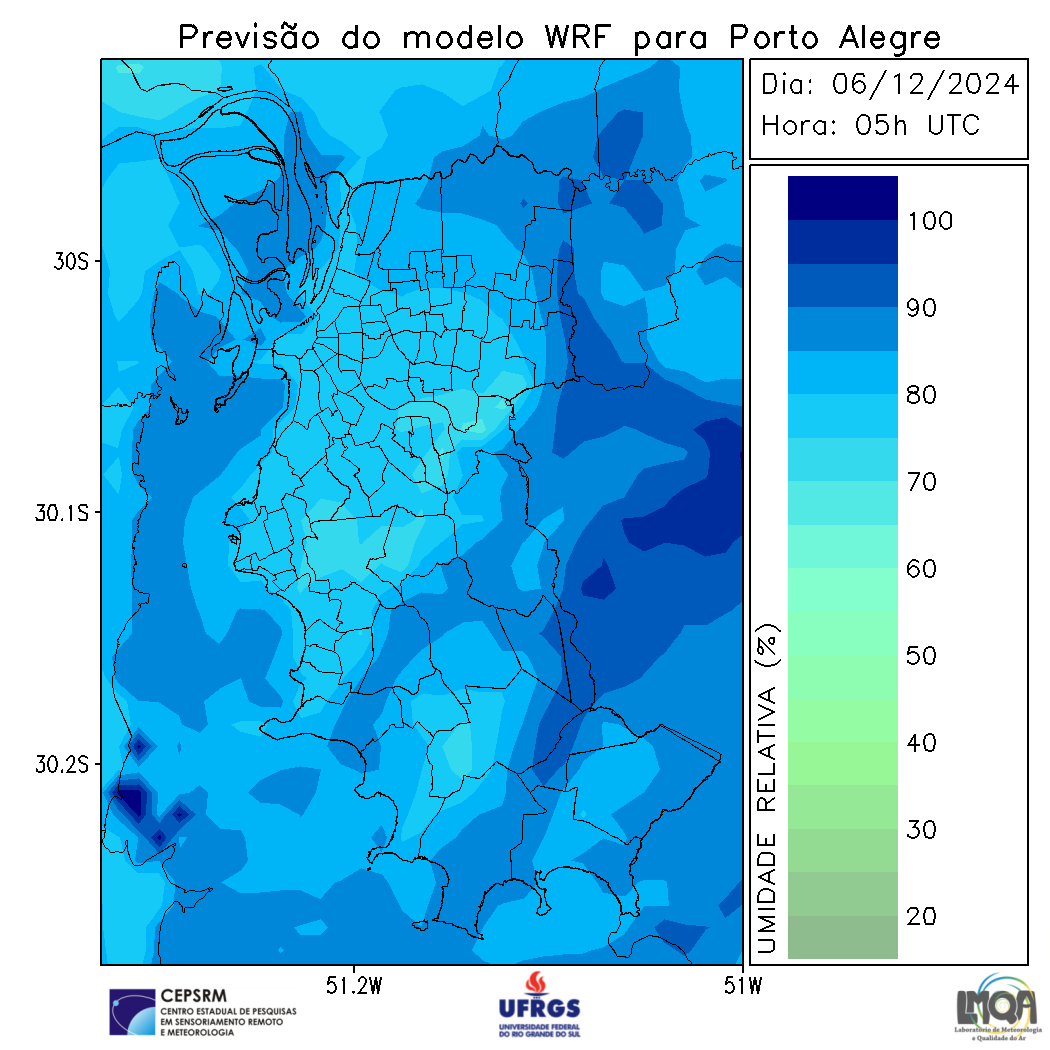 Previsão do modelo WRF para Porto Alegre
Dia: 06/12/2024
Hora: 05h UTC
30S
30.1S
30.2S
51.2W
51W
100
90
80
70
60
50
40
30
20
UMIDADE RELATIVA (%)
CEPSRM
CENTRO ESTADUAL DE PESQUISAS
EM SENSORIAMENTO REMOTO
E METEOROLOGIA
UFRGS
UNIVERSIDADE FEDERAL
DO RIO GRANDE DO SUL
LMQA
Laboratório de Meteorologia
e Qualidade do Ar